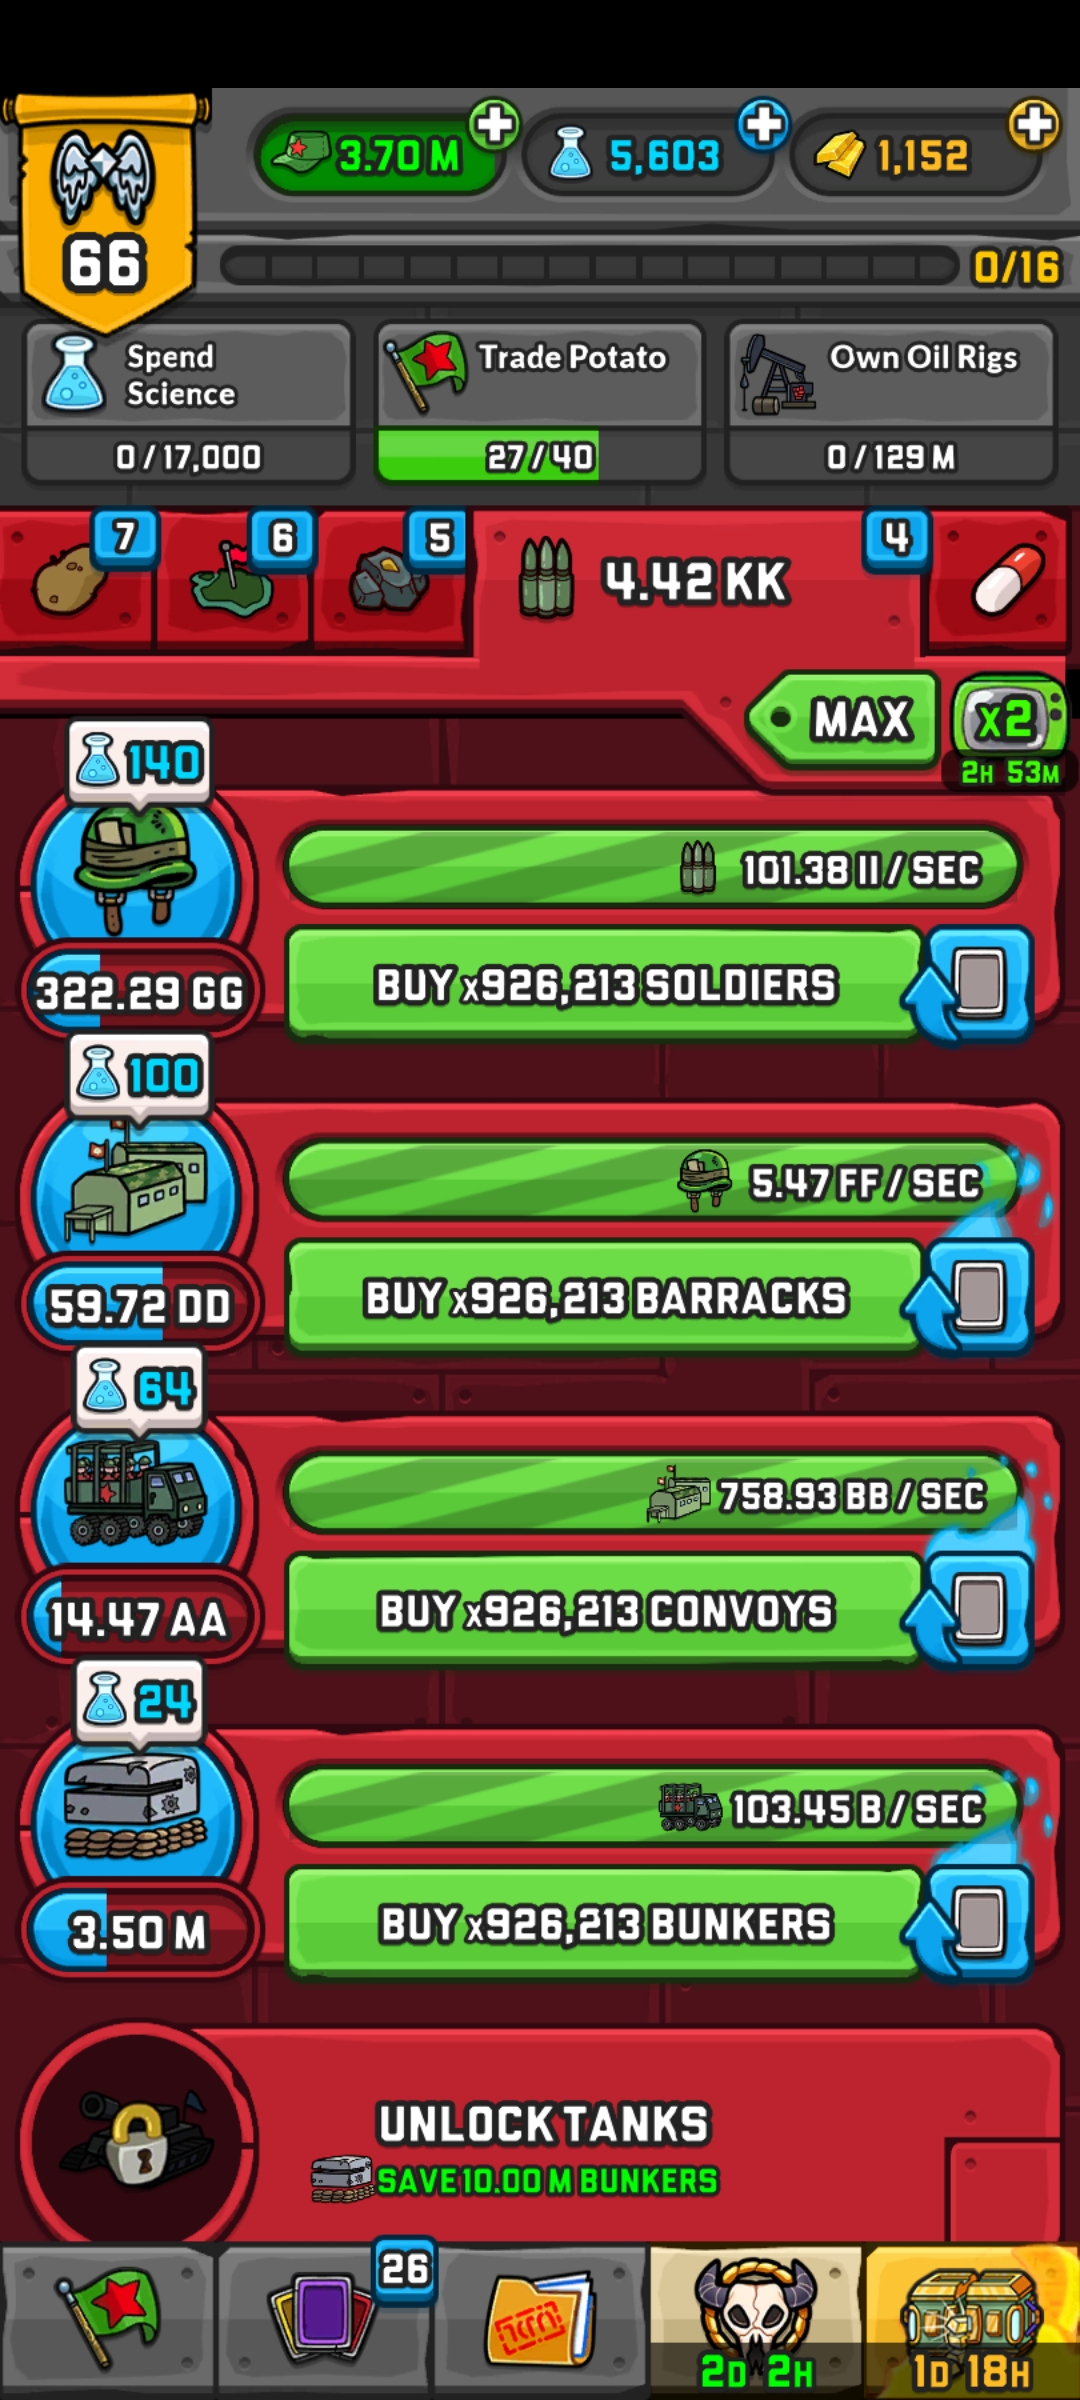 3.70 M
5,603
1,152
66
0/16
Spend
Science
0 / 17,000
Trade Potato
27 / 40
Own Oil Rigs
0 / 129 M
7
6
5
4.42 KK
4
MAX
x2
2H 53M
140
101.38 II / SEC
322.29 GG
BUY x926,213 SOLDIERS
100
5.47 FF / SEC
59.72 DD
BUY x926,213 BARRACKS
64
758.93 BB / SEC
14.47 AA
BUY x926,213 CONVOYS
24
103.45 B / SEC
3.50 M
BUY x926,213 BUNKERS
UNLOCK TANKS
SAVE 10.00 M BUNKERS
26
2D 2H
1D 18H